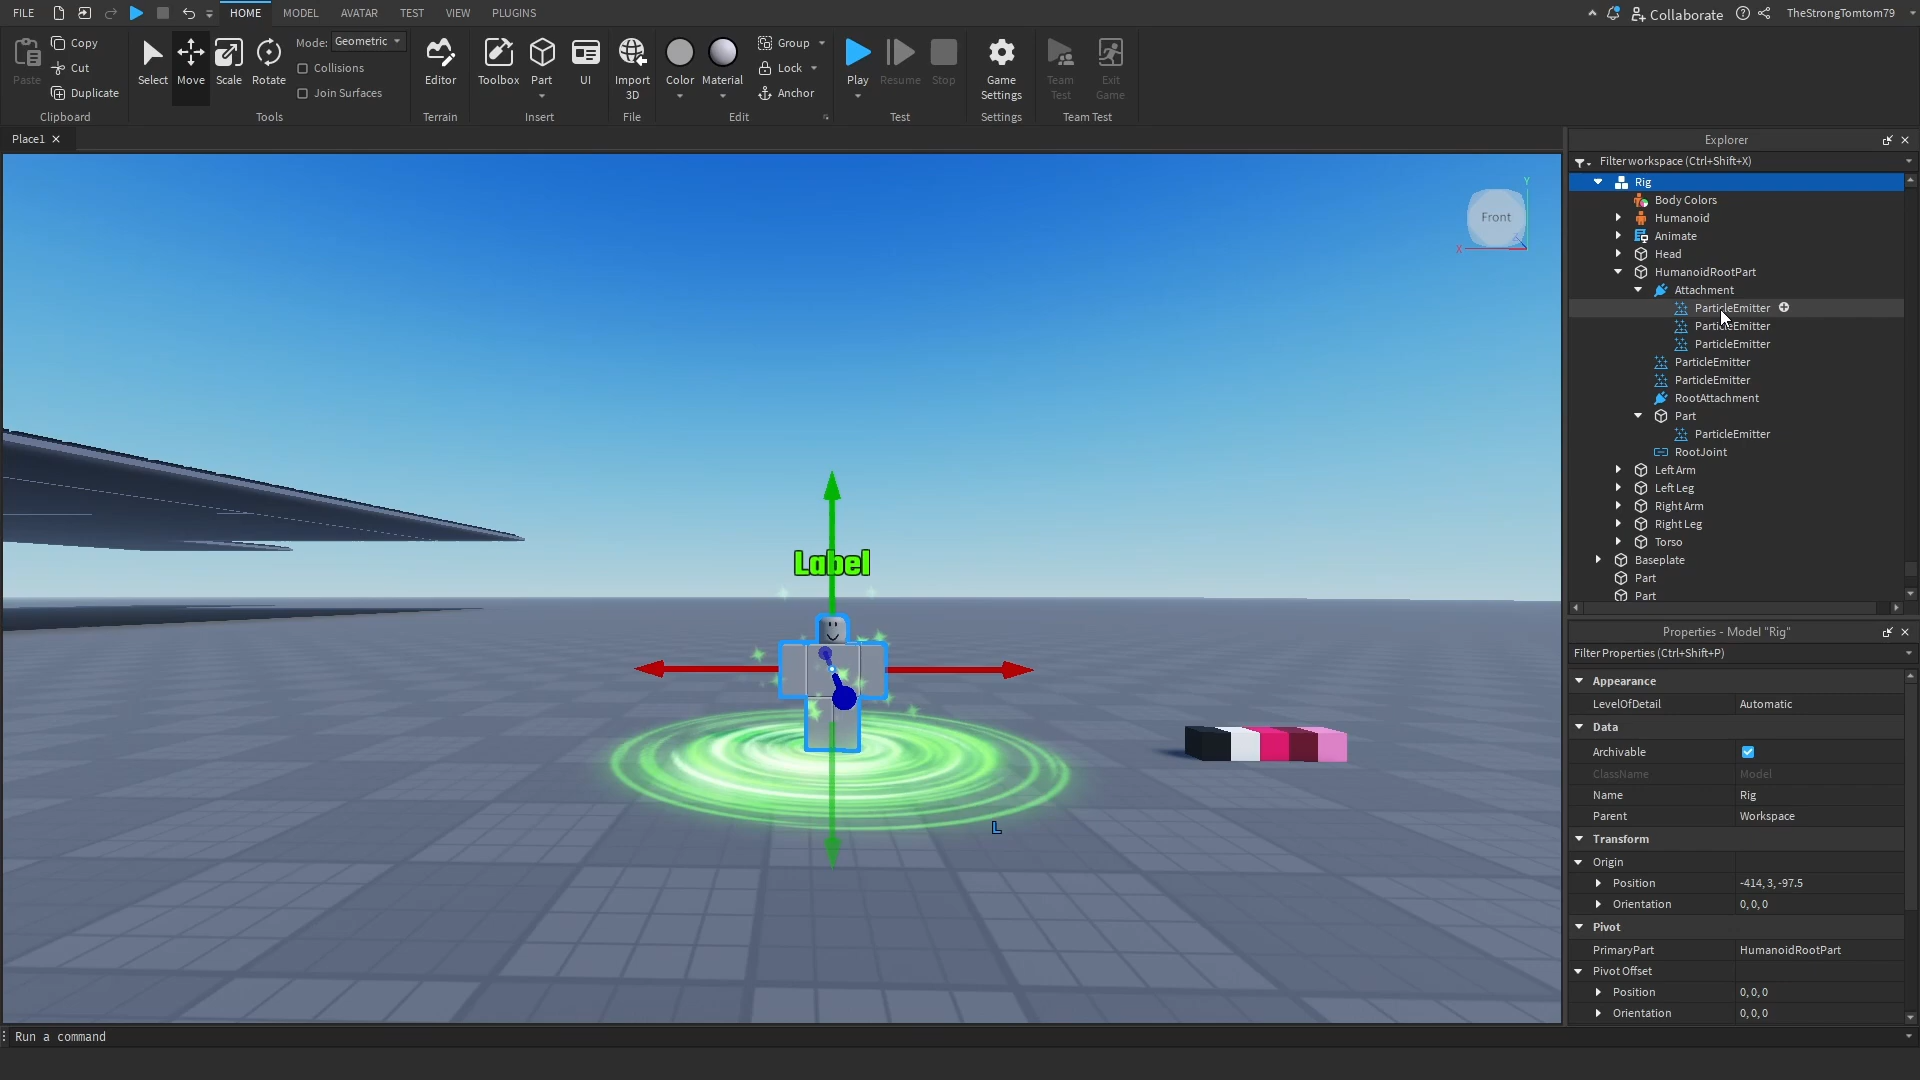 FILE HOME MODEL AVATAR TEST VIEW PLUGINS Collaborate TheStrongTomtom79
Paste Copy Cut Duplicate Clipboard
Select Move Scale Rotate Mode: Geometric Collisions Join Surfaces Tools
Editor Terrain
Toolbox Part UI Insert
Import 3D File
Color Material Group Lock Anchor Edit
Play Resume Stop Test
Game Settings Settings
Team Test Exit Game Team Test
Place1
Front
Y
X
Label
L
Explorer
Filter workspace (Ctrl+Shift+X)
Rig
Body Colors
Humanoid
Animate
Head
HumanoidRootPart
Attachment
ParticleEmitter
ParticleEmitter
ParticleEmitter
ParticleEmitter
ParticleEmitter
RootAttachment
Part
ParticleEmitter
RootJoint
Left Arm
Left Leg
Right Arm
Right Leg
Torso
Baseplate
Part
Part
Properties - Model "Rig"
Filter Properties (Ctrl+Shift+P)
Appearance
LevelOfDetail Automatic
Data
Archivable
ClassName Model
Name Rig
Parent Workspace
Transform
Origin
Position -414, 3, -97.5
Orientation 0, 0, 0
Pivot
PrimaryPart HumanoidRootPart
Pivot Offset
Position 0, 0, 0
Orientation 0, 0, 0
Run a command